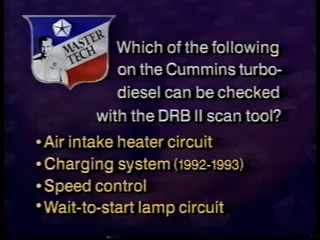 MASTER
TECH
Which of the following
on the Cummins turbo-
diesel can be checked
with the DRB II scan tool?
• Air intake heater circuit
• Charging system (1992-1993)
• Speed control
• Wait-to-start lamp circuit